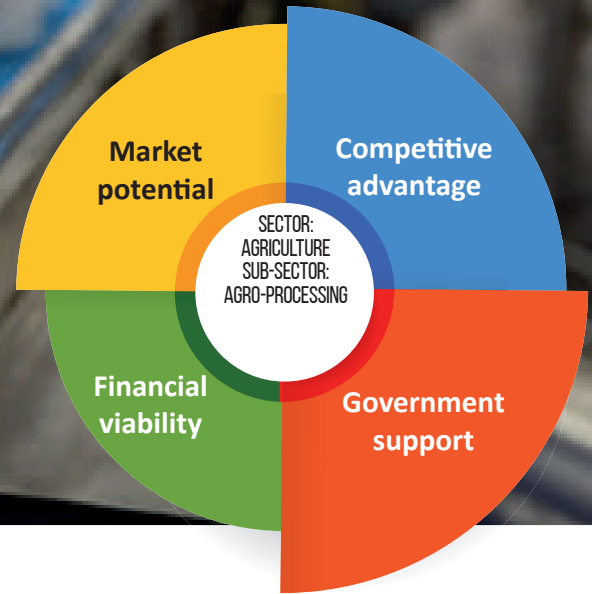 Market
potential
Competitive
advantage
SECTOR:
AGRICULTURE
SUB-SECTOR:
AGRO-PROCESSING
Financial
viability
Government
support